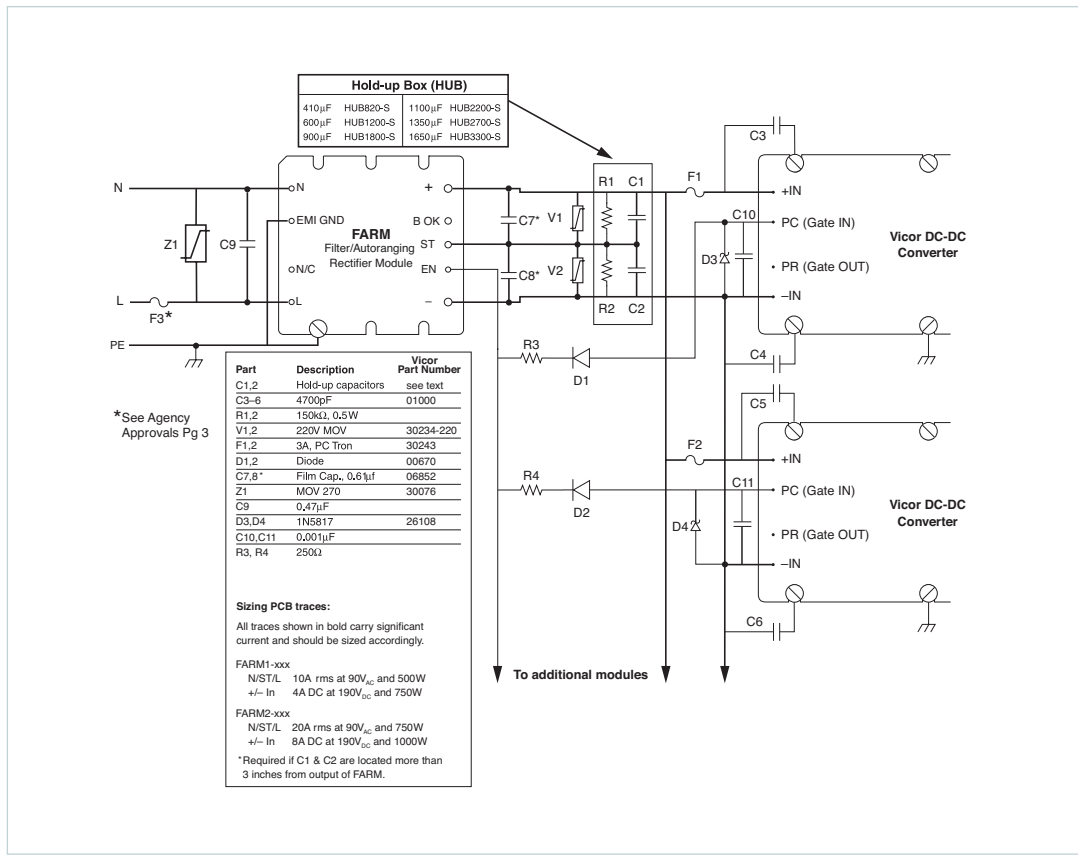 Hold-up Box (HUB)
410µF HUB820-S 1100µF HUB2200-S
600µF HUB1200-S 1350µF HUB2700-S
900µF HUB1800-S 1650µF HUB3300-S
N
L
PE
F3*
Z1
C9
N
EMI GND
N/C
L
FARM
Filter/Autoranging
Rectifier Module
+
B OK
ST
EN
–
C7*
C8*
V1
V2
R1 C1
R2 C2
F1
C3
C10
D3
+IN
PC (Gate IN)
PR (Gate OUT)
–IN
Vicor DC-DC
Converter
C4
R3
D1
C5
F2
R4
D2
C11
D4
+IN
PC (Gate IN)
PR (Gate OUT)
–IN
Vicor DC-DC
Converter
C6
To additional modules
*See Agency
Approvals Pg 3
Part Description Vicor Part Number
C1,2 Hold-up capacitors see text
C3–6 4700pF 01000
R1,2 150kΩ, 0.5W
V1,2 220V MOV 30234-220
F1,2 3A, PC Tron 30243
D1,2 Diode 00670
C7,8* Film Cap., 0.61µf 06852
Z1 MOV 270 30076
C9 0.47µF
D3,D4 1N5817 26108
C10,C11 0.001µF
R3, R4 250Ω
Sizing PCB traces:
All traces shown in bold carry significant
current and should be sized accordingly.
FARM1-xxx
N/ST/L 10A rms at 90VAC and 500W
+/– In 4A DC at 190VDC and 750W
FARM2-xxx
N/ST/L 20A rms at 90VAC and 750W
+/– In 8A DC at 190VDC and 1000W
*Required if C1 & C2 are located more than
3 inches from output of FARM.